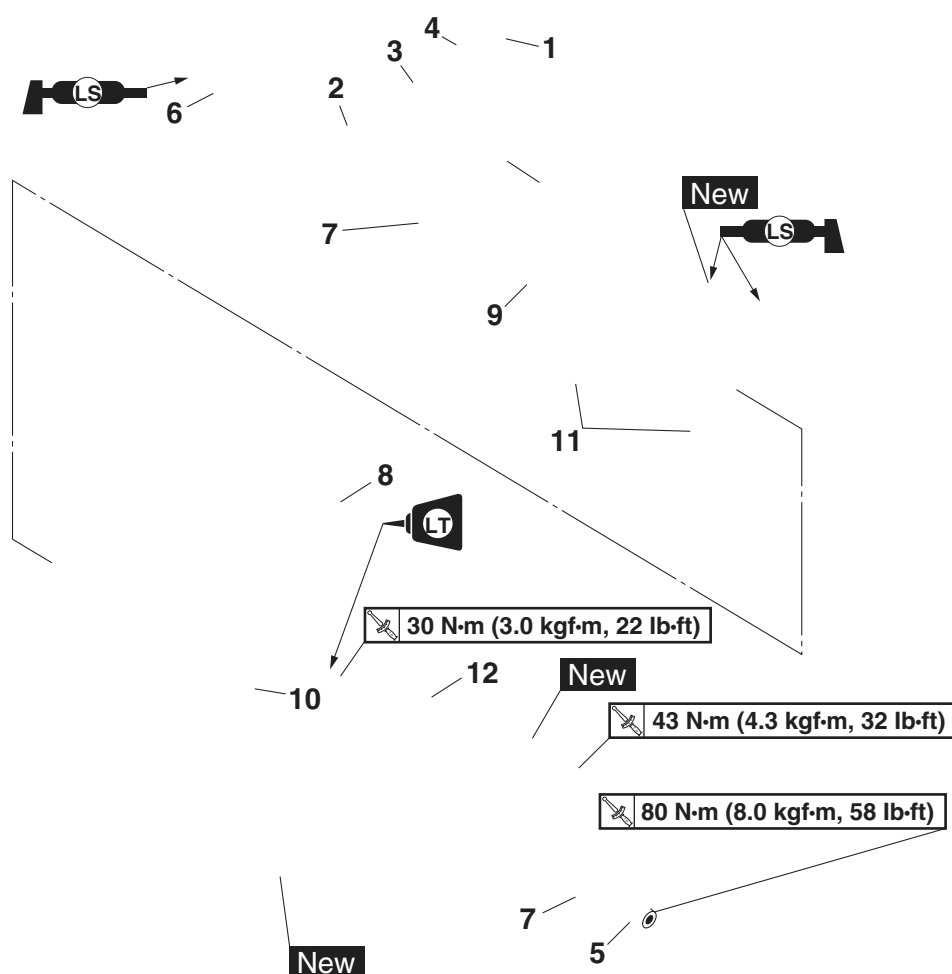 4
1
3
2
LS
6
New
7
LS
9
11
8
LT
30 N•m (3.0 kgf•m, 22 lb•ft)
12
New
10
43 N•m (4.3 kgf•m, 32 lb•ft)
80 N•m (8.0 kgf•m, 58 lb•ft)
7
5
New